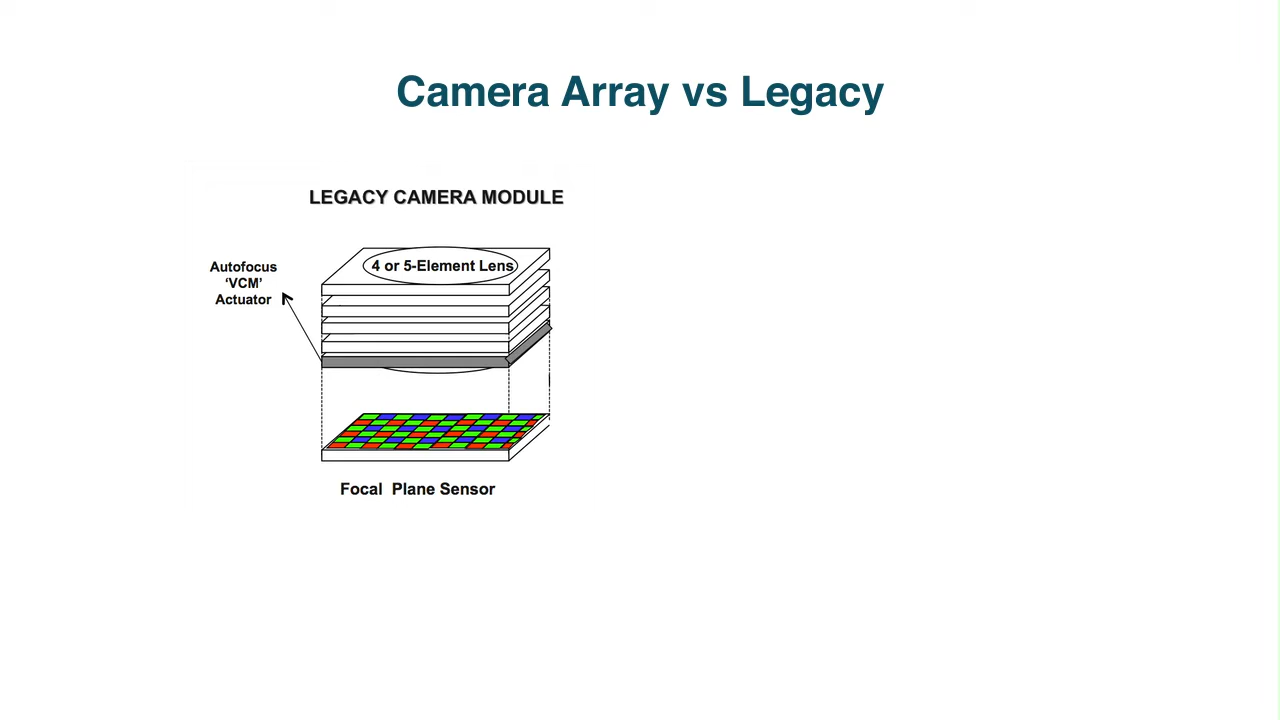 Camera Array vs Legacy
LEGACY CAMERA MODULE
4 or 5-Element Lens
Autofocus
‘VCM’
Actuator
Focal Plane Sensor